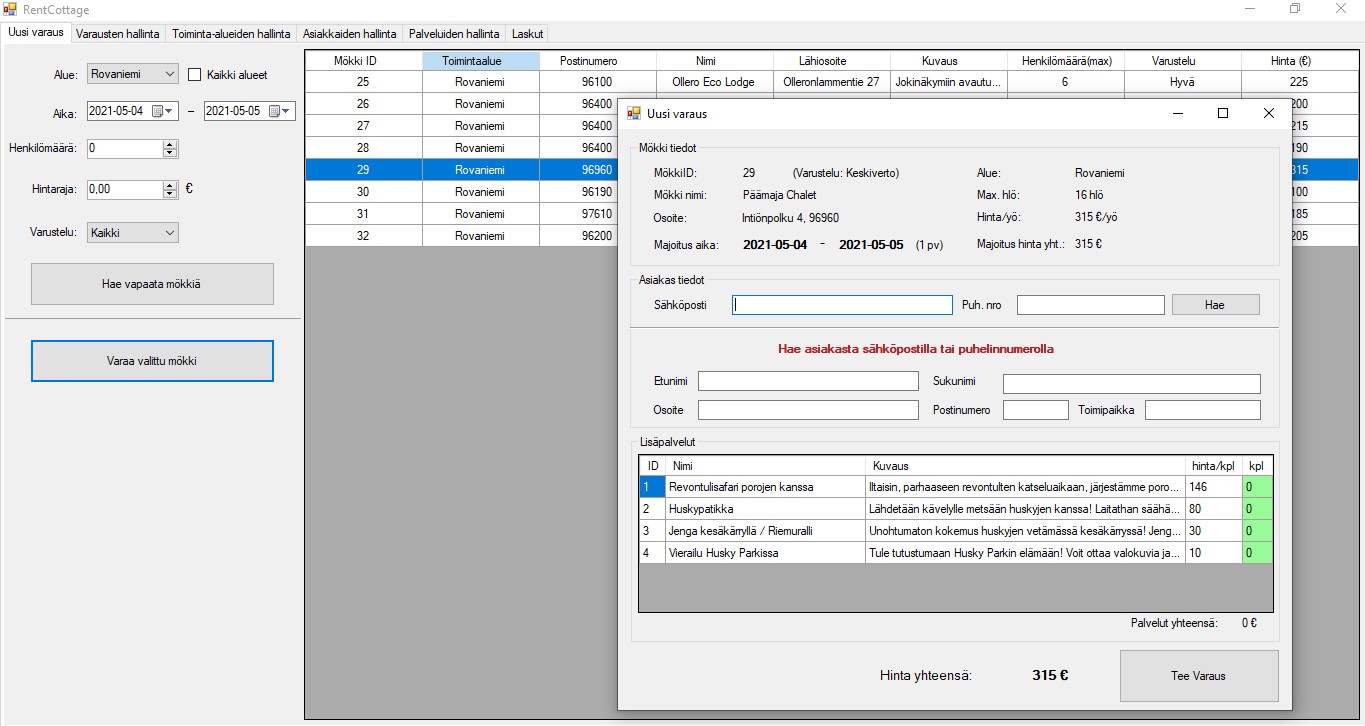 RentCottage
Uusi varaus Varausten hallinta Toiminta-alueiden hallinta Asiakkaiden hallinta Palveluiden hallinta Laskut
Alue: Rovaniemi Kaikki alueet
Aika: 2021-05-04 – 2021-05-05
Henkilömäärä: 0
Hintaraja: 0,00 €
Varustelu: Kaikki
Hae vapaata mökkiä
Varaa valittu mökki
Mökki ID Toimintaalue Postinumero Nimi Lähiosoite Kuvaus Henkilömäärä(max) Varustelu Hinta (€)
25 Rovaniemi 96100 Ollero Eco Lodge Olleronlammentie 27 Jokinäkymiin avautu... 6 Hyvä 225
26 Rovaniemi 96400 200
27 Rovaniemi 96400 215
28 Rovaniemi 96400 190
29 Rovaniemi 96960 315
30 Rovaniemi 96190 100
31 Rovaniemi 97610 185
32 Rovaniemi 96200 205
Uusi varaus
Mökki tiedot
MökkiID: 29 (Varustelu: Keskiverto) Alue: Rovaniemi
Mökki nimi: Päämaja Chalet Max. hlö: 16 hlö
Osoite: Intiönpolku 4, 96960 Hinta/yö: 315 €/yö
Majoitus aika: 2021-05-04 - 2021-05-05 (1 pv) Majoitus hinta yht.: 315 €
Asiakas tiedot
Sähköposti Puh. nro Hae
Hae asiakasta sähköpostilla tai puhelinnumerolla
Etunimi Sukunimi
Osoite Postinumero Toimipaikka
Lisäpalvelut
ID Nimi Kuvaus hinta/kpl kpl
1 Revontulisafari porojen kanssa Iltaisin, parhaaseen revontulten katseluaikaan, järjestämme poro... 146 0
2 Huskypatikka Lähdetään kävelylle metsään huskyjen kanssa! Laitathan säähä... 80 0
3 Jenga kesäkärryllä / Riemuralli Unohtumaton kokemus huskyjen vetämässä kesäkärryssä! Jeng... 30 0
4 Vierailu Husky Parkissa Tule tutustumaan Husky Parkin elämään! Voit ottaa valokuvia ja... 10 0
Palvelut yhteensä: 0 €
Hinta yhteensä: 315 € Tee Varaus